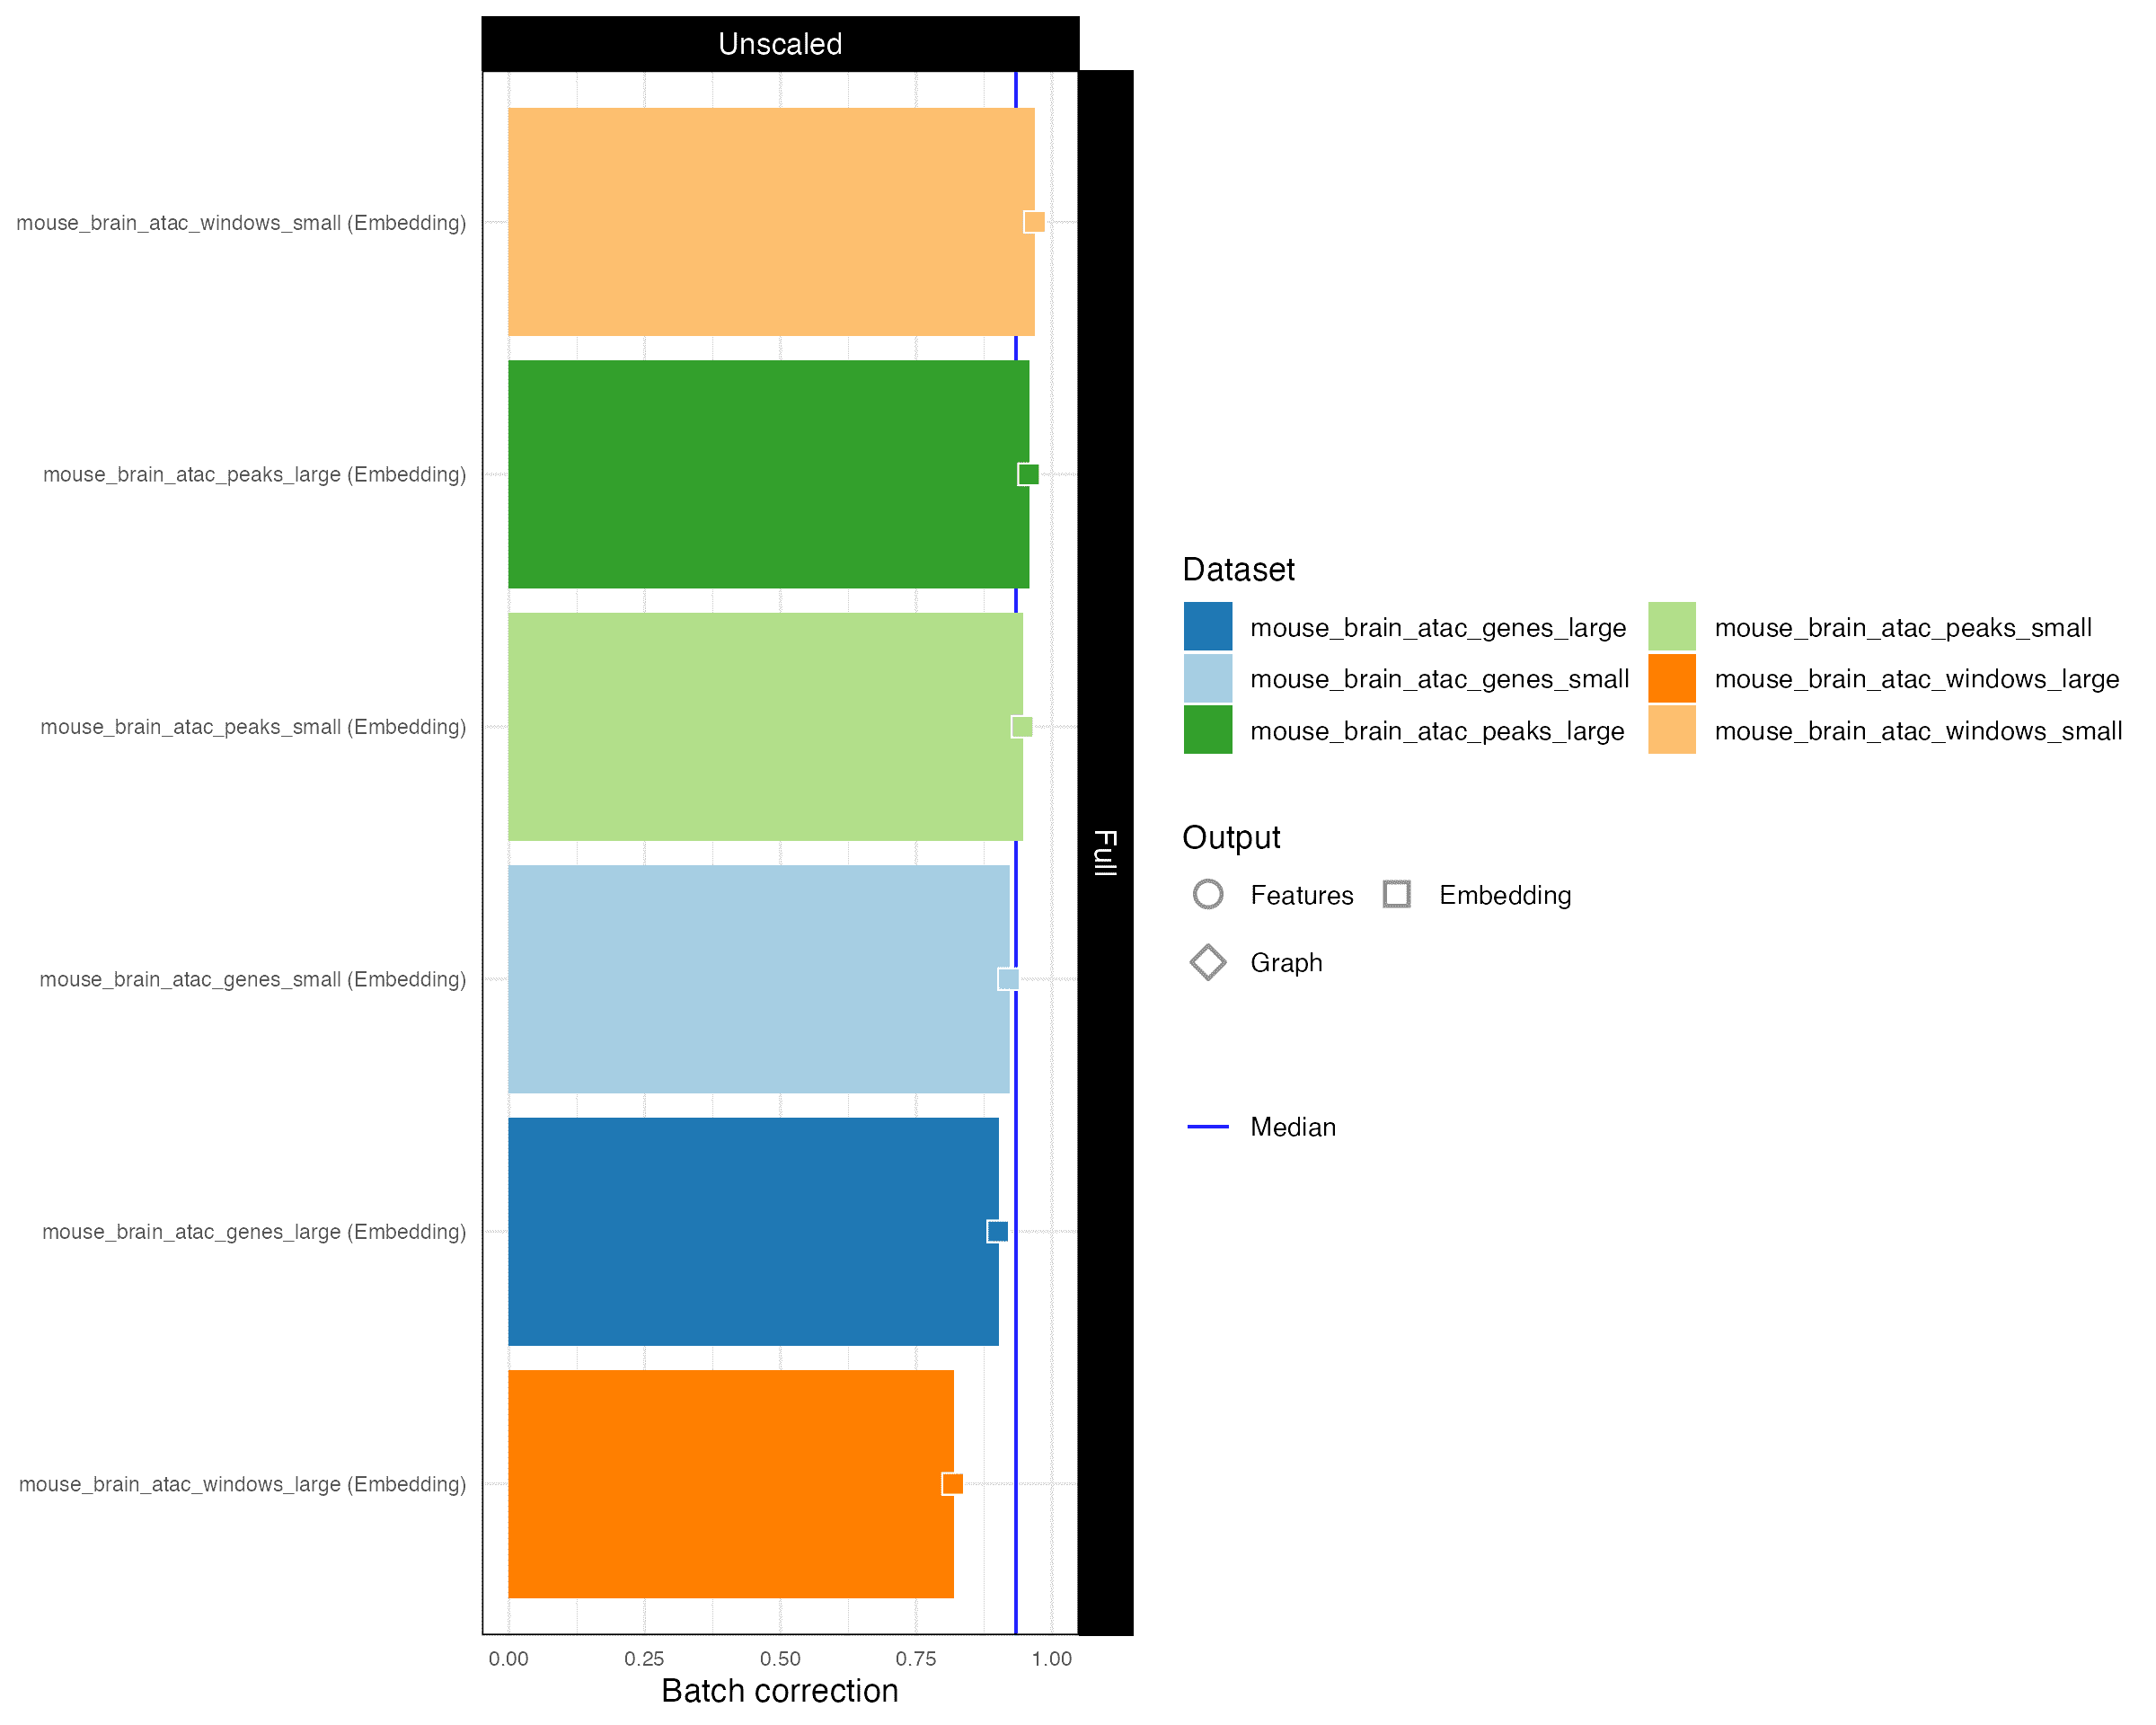 Unscaled
mouse_brain_atac_windows_small (Embedding)
mouse_brain_atac_peaks_large (Embedding)
mouse_brain_atac_peaks_small (Embedding)
mouse_brain_atac_genes_small (Embedding)
mouse_brain_atac_genes_large (Embedding)
mouse_brain_atac_windows_large (Embedding)
0.00 0.25 0.50 0.75 1.00
Batch correction
Full
Dataset
mouse_brain_atac_genes_large mouse_brain_atac_peaks_small
mouse_brain_atac_genes_small mouse_brain_atac_windows_large
mouse_brain_atac_peaks_large mouse_brain_atac_windows_small
Output
Features Embedding
Graph
Median